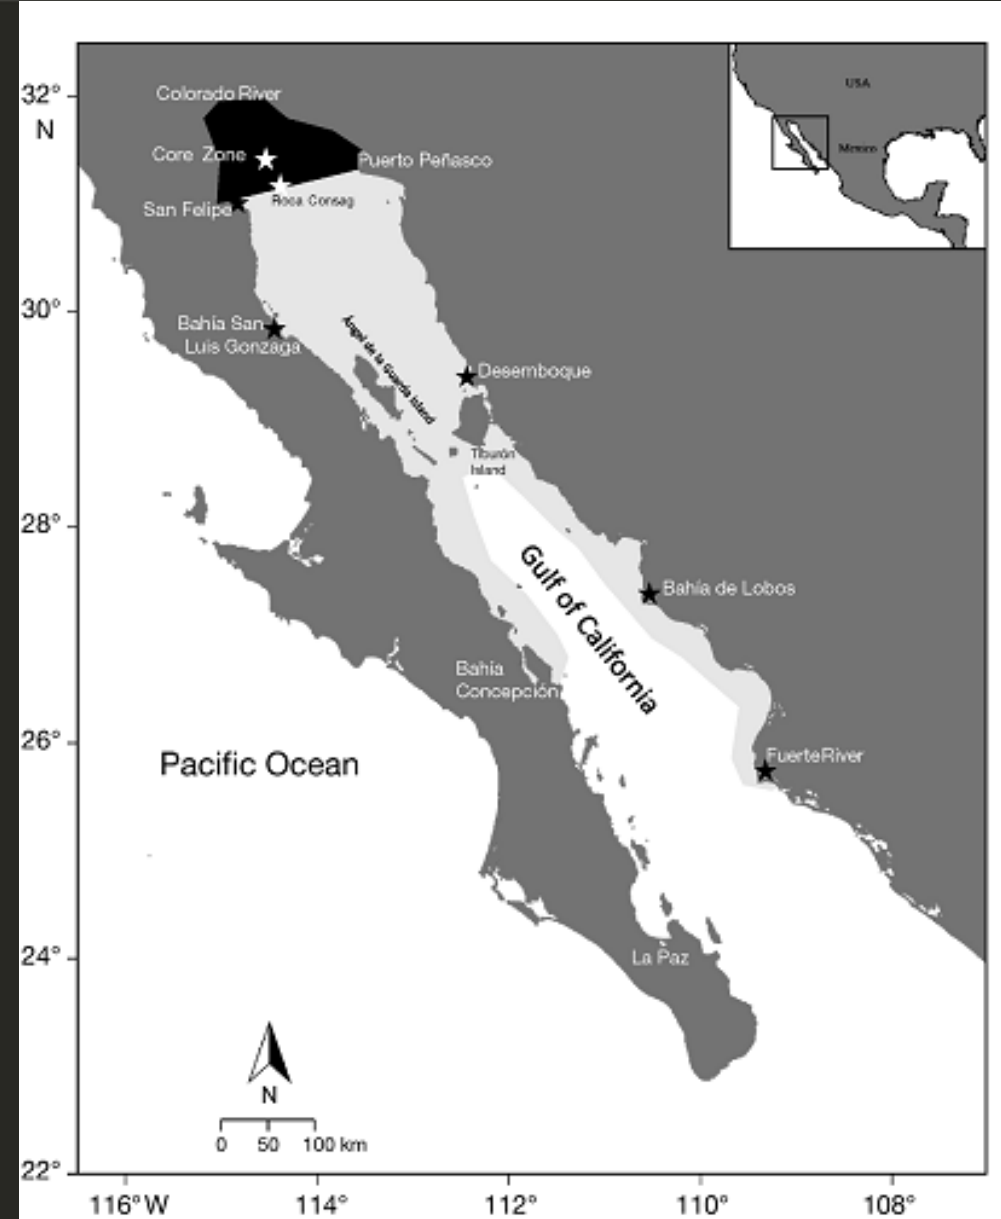 32°
N
30°
28°
26°
24°
22°
116°W
114°
112°
110°
108°
USA
Mexico
Colorado River
Core Zone
Puerto Peñasco
San Felipe
Roca Consag
Bahía San
Luis Gonzaga
Ángel de la Guarda Island
Desemboque
Tiburón
Island
Gulf of California
Bahía de Lobos
Bahía
Concepción
FuerteRiver
Pacific Ocean
La Paz
N
0 50 100 km